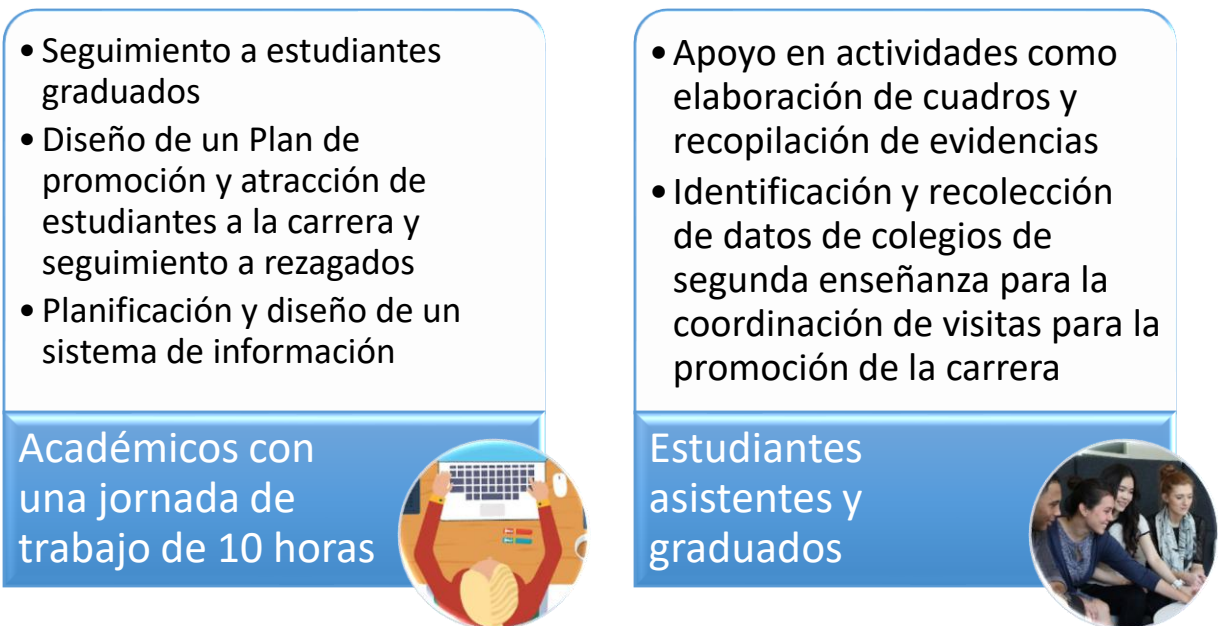 • Seguimiento a estudiantes
graduados
• Diseño de un Plan de
promoción y atracción de
estudiantes a la carrera y
seguimiento a rezagados
• Planificación y diseño de un
sistema de información
Académicos con
una jornada de
trabajo de 10 horas
• Apoyo en actividades como
elaboración de cuadros y
recopilación de evidencias
• Identificación y recolección
de datos de colegios de
segunda enseñanza para la
coordinación de visitas para la
promoción de la carrera
Estudiantes
asistentes y
graduados